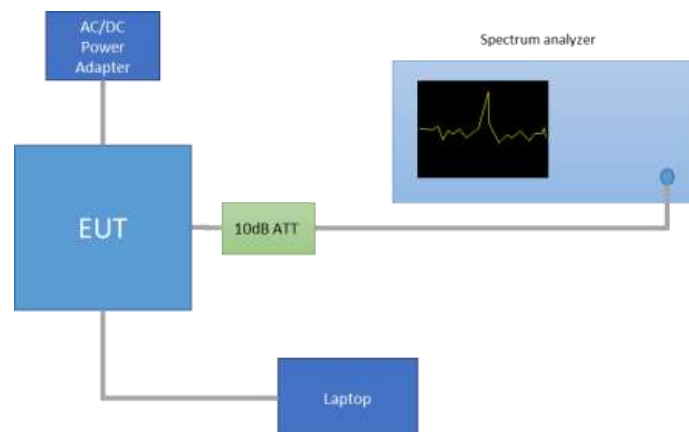 AC/DC
Power
Adapter
Spectrum analyzer
EUT
10dB ATT
Laptop